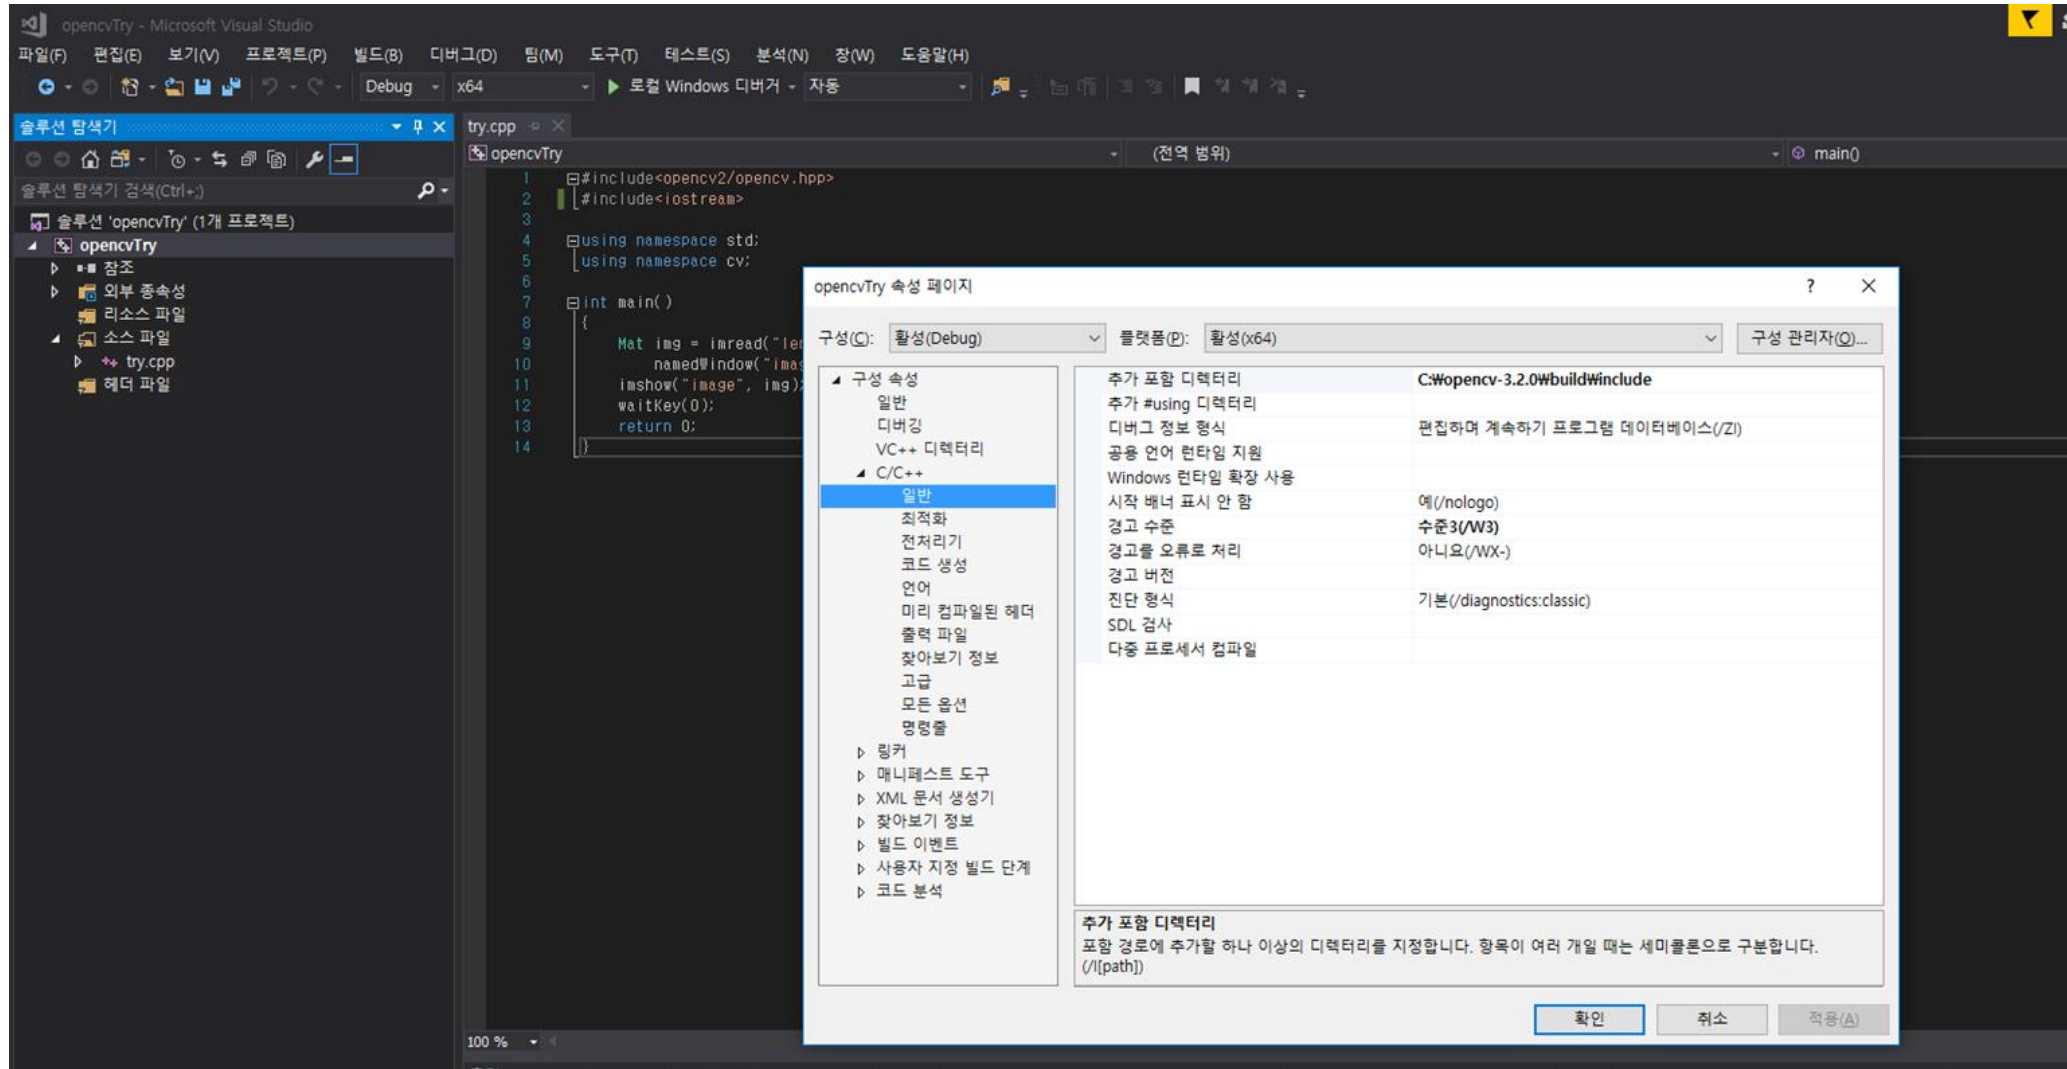 opencvTry - Microsoft Visual Studio
파일(F) 편집(E) 보기(V) 프로젝트(P) 빌드(B) 디버그(D) 팀(M) 도구(T) 테스트(S) 분석(N) 창(W) 도움말(H)
Debug x64 로컬 Windows 디버거 자동
솔루션 탐색기
솔루션 탐색기 검색(Ctrl+;)
솔루션 'opencvTry' (1개 프로젝트)
opencvTry
참조
외부 종속성
리소스 파일
소스 파일
try.cpp
헤더 파일
try.cpp
opencvTry (전역 범위) main()
1 #include<opencv2/opencv.hpp>
2 #include<iostream>
3
4 using namespace std;
5 using namespace cv;
6
7 int main()
8 {
9 Mat img = imread("len
10 namedWindow("imag
11 imshow("image", img);
12 waitKey(0);
13 return 0;
14 }
100 %
opencvTry 속성 페이지 ?
구성(C): 활성(Debug) 플랫폼(P): 활성(x64) 구성 관리자(O)...
구성 속성
일반
디버깅
VC++ 디렉터리
C/C++
일반
최적화
전처리기
코드 생성
언어
미리 컴파일된 헤더
출력 파일
찾아보기 정보
고급
모든 옵션
명령줄
링커
매니페스트 도구
XML 문서 생성기
찾아보기 정보
빌드 이벤트
사용자 지정 빌드 단계
코드 분석
추가 포함 디렉터리 C:₩opencv-3.2.0₩build₩include
추가 #using 디렉터리
디버그 정보 형식 편집하며 계속하기 프로그램 데이터베이스(/ZI)
공용 언어 런타임 지원
Windows 런타임 확장 사용
시작 배너 표시 안 함 예(/nologo)
경고 수준 수준3(/W3)
경고를 오류로 처리 아니요(/WX-)
경고 버전
진단 형식 기본(/diagnostics:classic)
SDL 검사
다중 프로세서 컴파일
추가 포함 디렉터리
포함 경로에 추가할 하나 이상의 디렉터리를 지정합니다. 항목이 여러 개일 때는 세미콜론으로 구분합니다.
(/I[path])
확인 취소 적용(A)